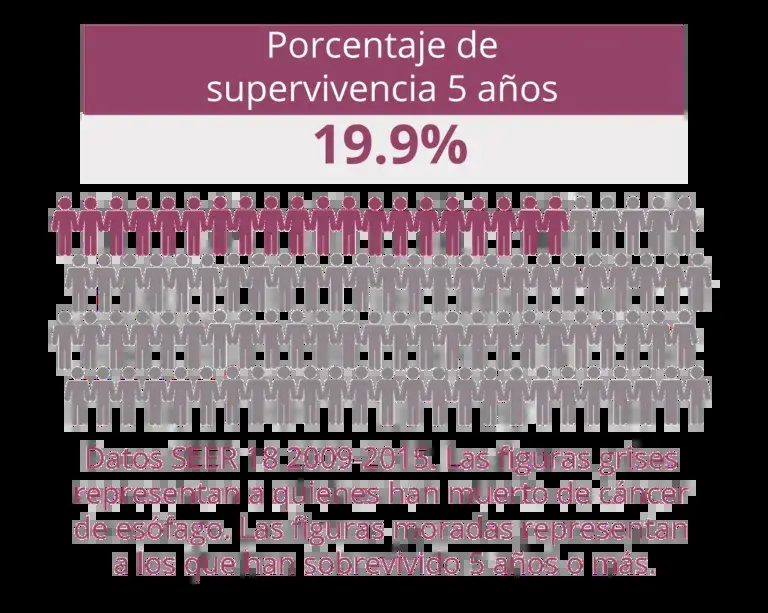 Porcentaje de
supervivencia 5 años
19.9%
Datos SEER 18 2009-2015. Las figuras grises
representan a quienes han muerto de cáncer
de esófago. Las figuras moradas representan
a los que han sobrevivido 5 años o más.